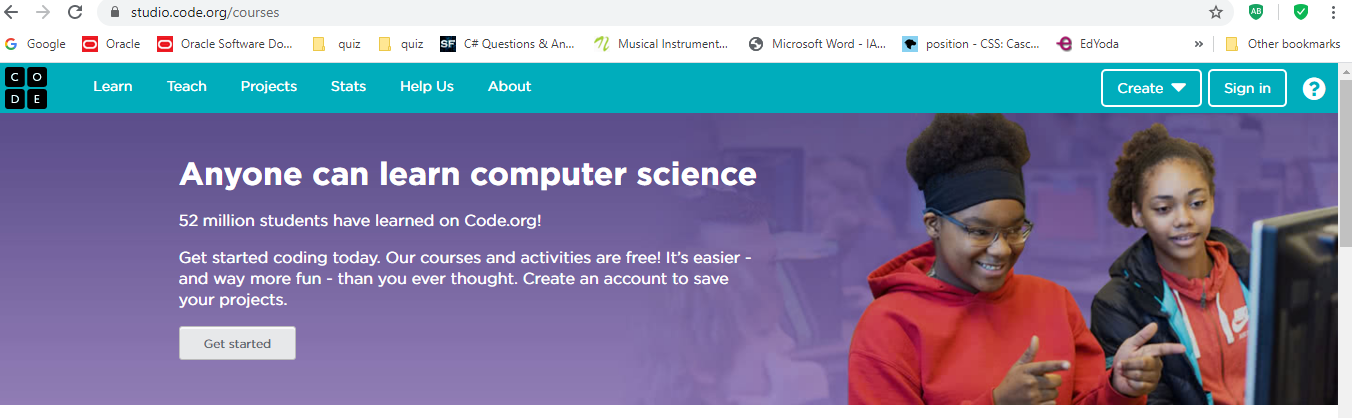 studio.code.org/courses
AB
Google Oracle Oracle Software Do... quiz quiz SF C# Questions & An... Musical Instrument... Microsoft Word - IA... position - CSS: Casc... EdYoda » Other bookmarks
CO
DE
Learn Teach Projects Stats Help Us About Create Sign in ?
Anyone can learn computer science
52 million students have learned on Code.org!
Get started coding today. Our courses and activities are free! It's easier -
and way more fun - than you ever thought. Create an account to save
your projects.
Get started